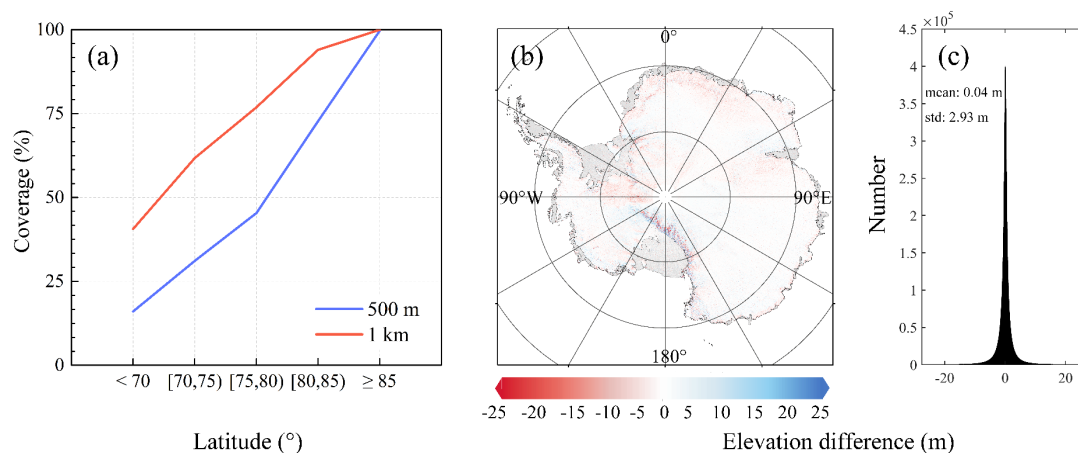 (a)
100
75
50
25
0
Coverage (%)
500 m
1 km
< 70 [70,75) [75,80) [80,85) ≥ 85
Latitude (°)
(b)
0°
90°W
90°E
180°
-25 -20 -15 -10 -5 0 5 10 15 20 25
Elevation difference (m)
(c)
×10⁵
4.5
4
3.5
3
2.5
2
1.5
1
0.5
0
Number
mean: 0.04 m
std: 2.93 m
-20 0 20